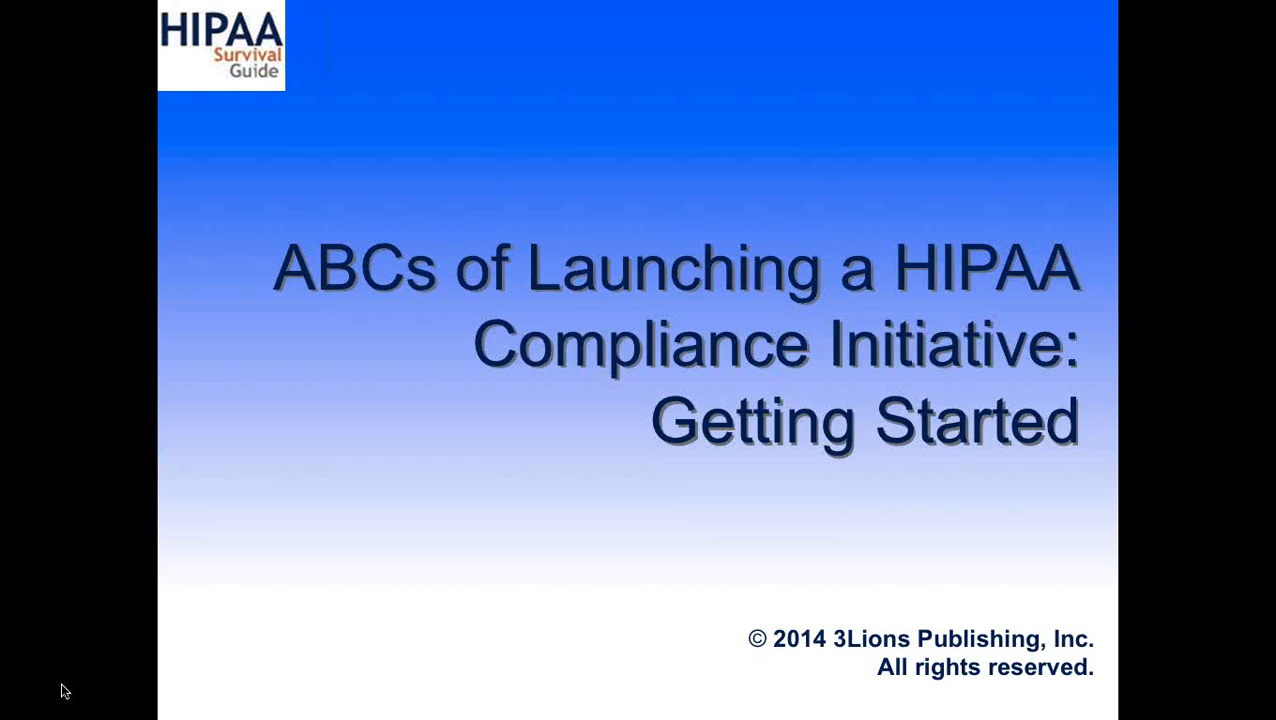 HIPAA
Survival
Guide
ABCs of Launching a HIPAA
Compliance Initiative:
Getting Started
© 2014 3Lions Publishing, Inc.
All rights reserved.